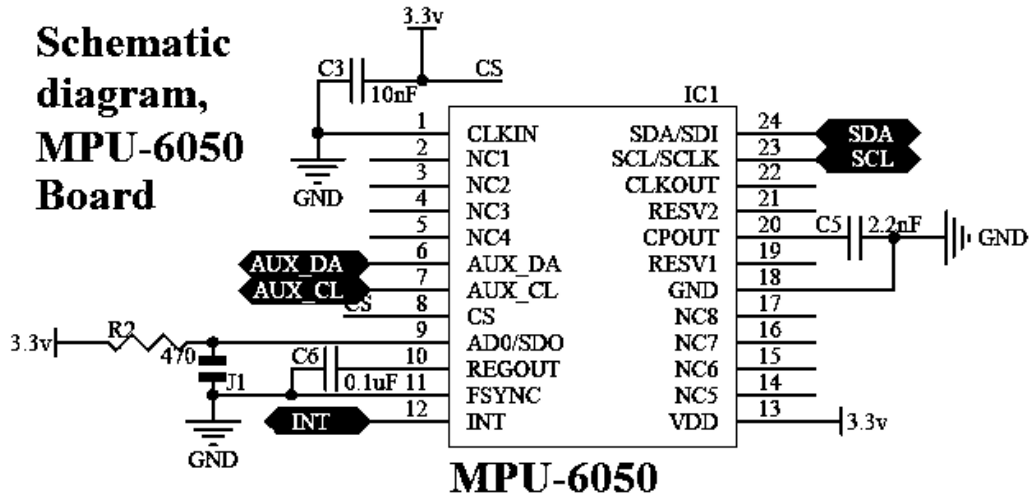 Schematic
diagram,
MPU-6050
Board
3.3v
C3
10nF
CS
GND
IC1
1 CLKIN
2 NC1
3 NC2
4 NC3
5 NC4
AUX_DA 6 AUX_DA
AUX_CL 7 AUX_CL
CS 8 CS
3.3v R2 470 9 AD0/SDO
J1
C6 0.1uF 10 REGOUT
11 FSYNC
GND
INT 12 INT
SDA/SDI 24 SDA
SCL/SCLK 23 SCL
CLKOUT 22
RESV2 21
CPOUT 20 C5 2.2nF GND
RESV1 19
GND 18
NC8 17
NC7 16
NC6 15
NC5 14
VDD 13 3.3v
MPU-6050